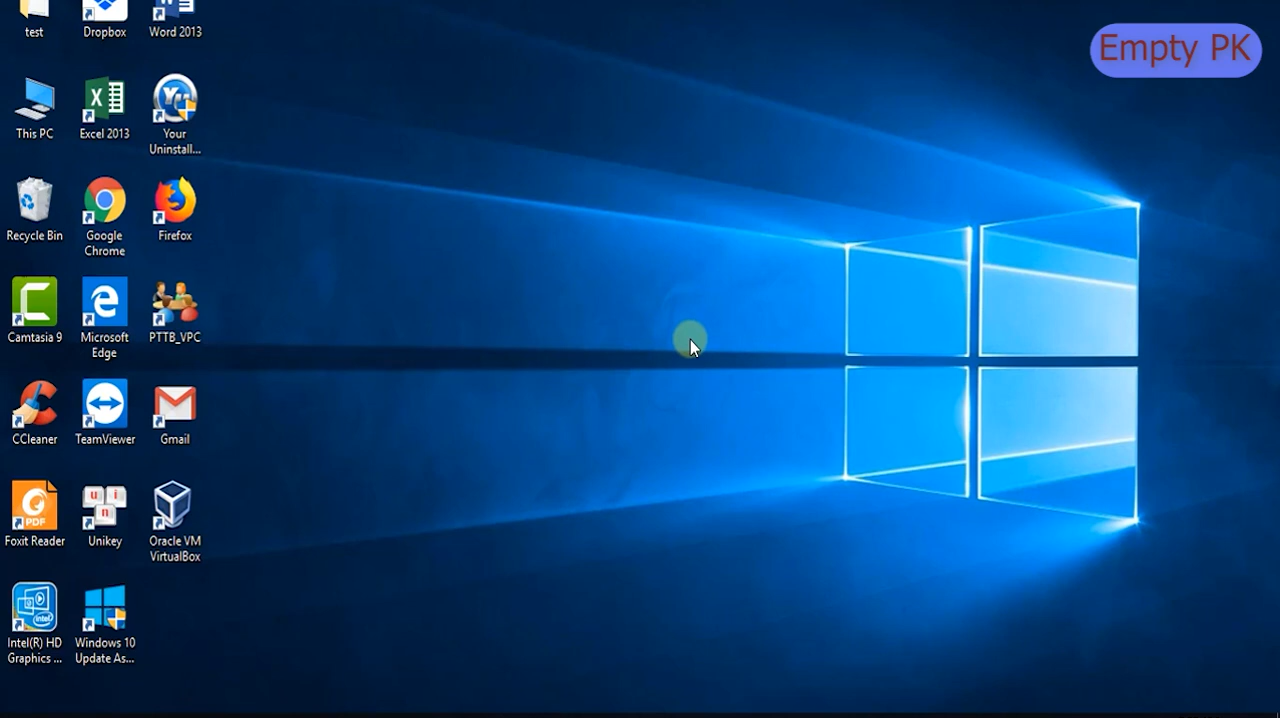 Empty PK
test
Dropbox
Word 2013
This PC
Excel 2013
Your
Uninstall...
Recycle Bin
Google
Chrome
Firefox
Camtasia 9
Microsoft
Edge
PTTB_VPC
CCleaner
TeamViewer
Gmail
PDF
Foxit Reader
u i
n
Unikey
Oracle VM
VirtualBox
intel
Intel(R) HD
Graphics ...
Windows 10
Update As...